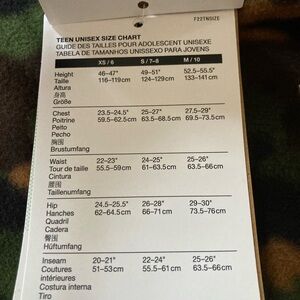 F22TNSIZE
TEEN UNISEX SIZE CHART
GUIDE DES TAILLES POUR ADOLESCENT UNISEXE
TABELA DE TAMANHOS UNISSEXO PARA JOVENS
XS / 6 S / 7–8 M / 10
Height 46–47" 49–51" 52.5–55.5"
Taille 116–119cm 124–129cm 133–141 cm
Altura
身高
Größe
Chest 23.5–24.5" 25–27" 27.5–29"
Poitrine 59.5–62.5cm 63.5–68.5cm 69.5–73.5cm
Peito
Pecho
胸围
Brustumfang
Waist 22–23" 24–25" 25–26"
Tour de taille 55.5–59cm 61–63.5cm 63.5–66cm
Cintura
腰围
Taillenumfang
Hip 24.5–25.5" 26–28" 29–30"
Hanches 62–64.5cm 66–71cm 73.5–76cm
Quadril
Cadera
臀围
Hüftumfang
Inseam 20–21" 22–24" 25–26"
Coutures 51–53cm 55.5–61cm 63.5–66cm
intérieures
Costura interna
Tiro